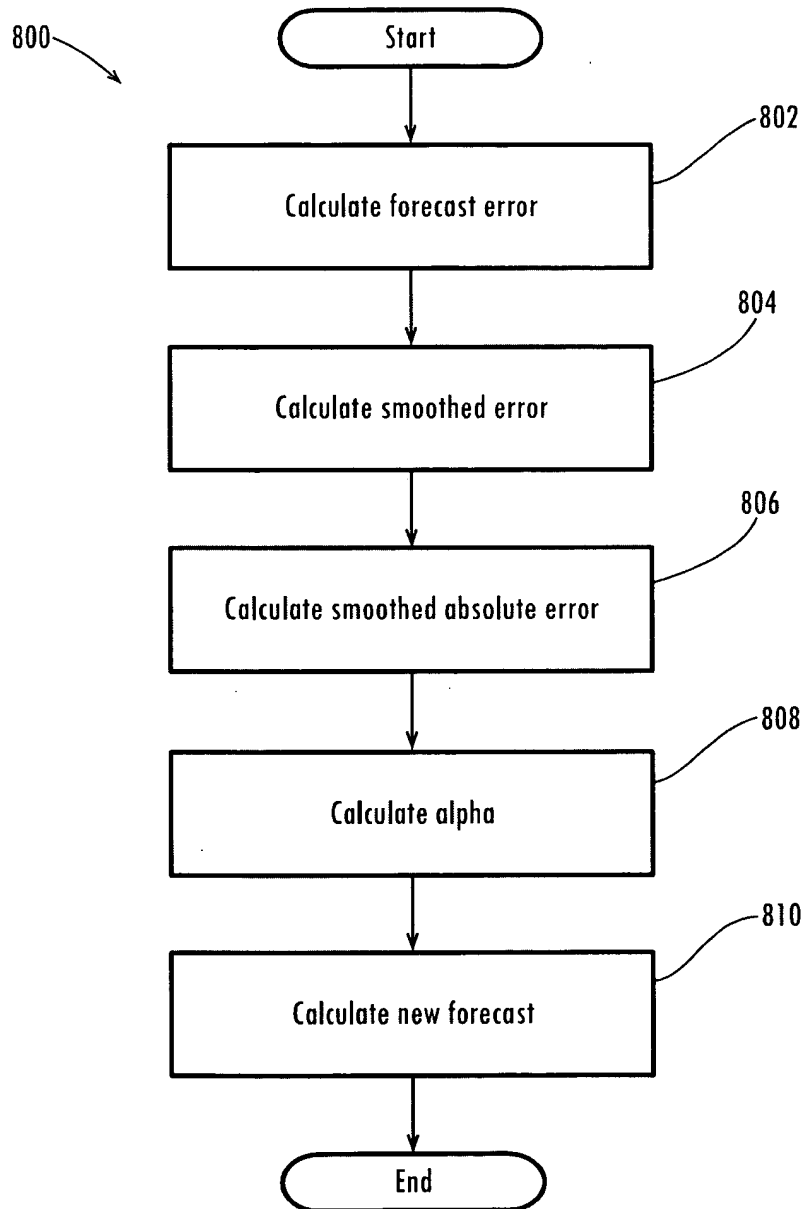 800
Start
802
Calculate forecast error
804
Calculate smoothed error
806
Calculate smoothed absolute error
808
Calculate alpha
810
Calculate new forecast
End